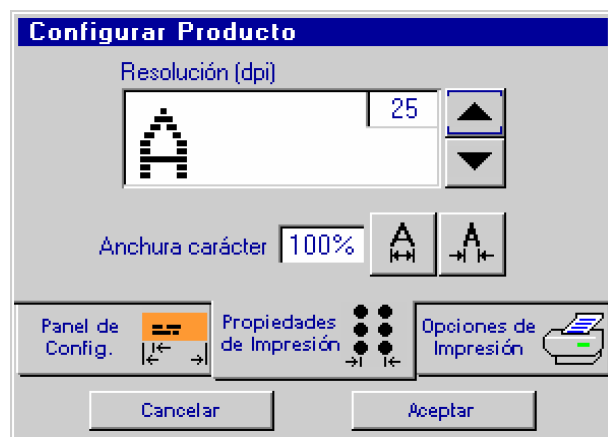 Configurar Producto
Resolución (dpi)
A
25
Anchura carácter 100% A A
Panel de
Config.
Propiedades
de Impresión
Opciones de
Impresión
Cancelar Aceptar